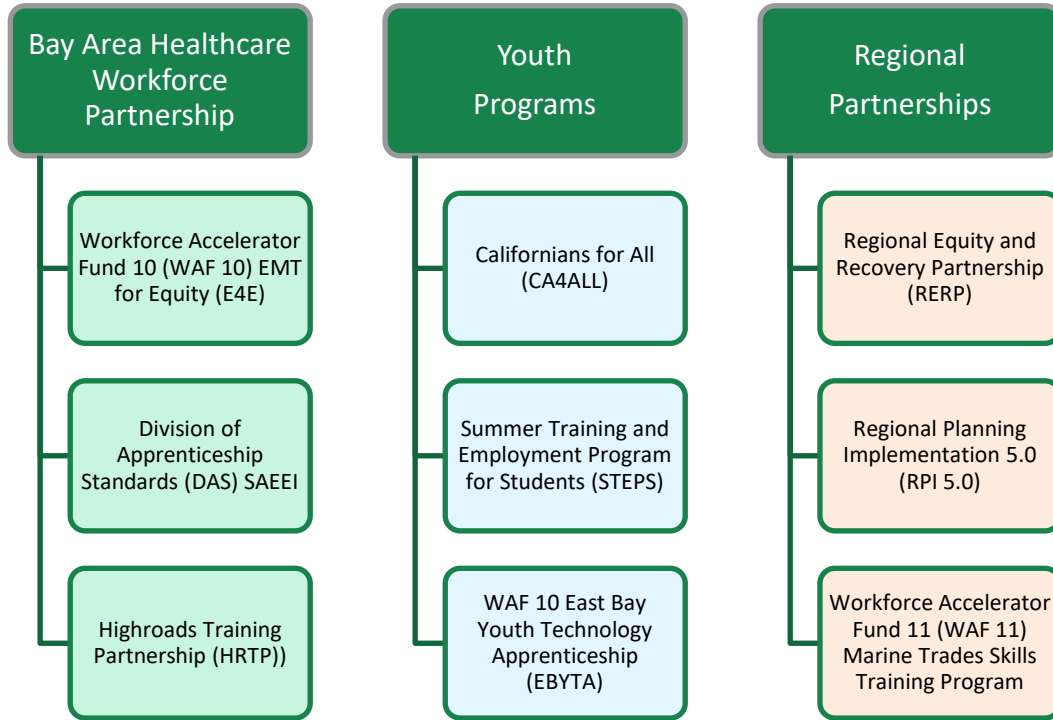 Bay Area Healthcare
Workforce
Partnership
Workforce Accelerator
Fund 10 (WAF 10) EMT
for Equity (E4E)
Division of
Apprenticeship
Standards (DAS) SAEEI
Highroads Training
Partnership (HRTP))
Youth
Programs
Californians for All
(CA4ALL)
Summer Training and
Employment Program
for Students (STEPS)
WAF 10 East Bay
Youth Technology
Apprenticeship
(EBYTA)
Regional
Partnerships
Regional Equity and
Recovery Partnership
(RERP)
Regional Planning
Implementation 5.0
(RPI 5.0)
Workforce Accelerator
Fund 11 (WAF 11)
Marine Trades Skills
Training Program